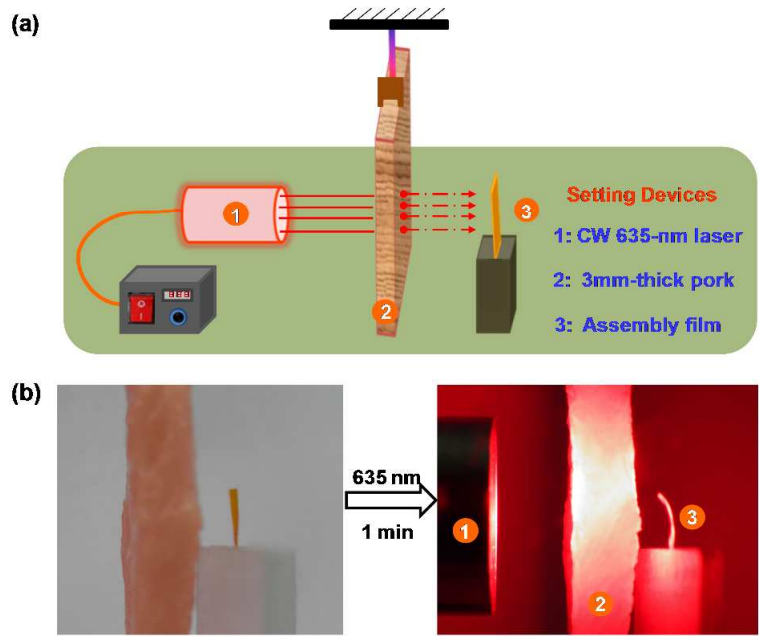 (a)
1
2
3
Setting Devices
1: CW 635-nm laser
2: 3mm-thick pork
3: Assembly film
(b)
635 nm
1 min
1
2
3